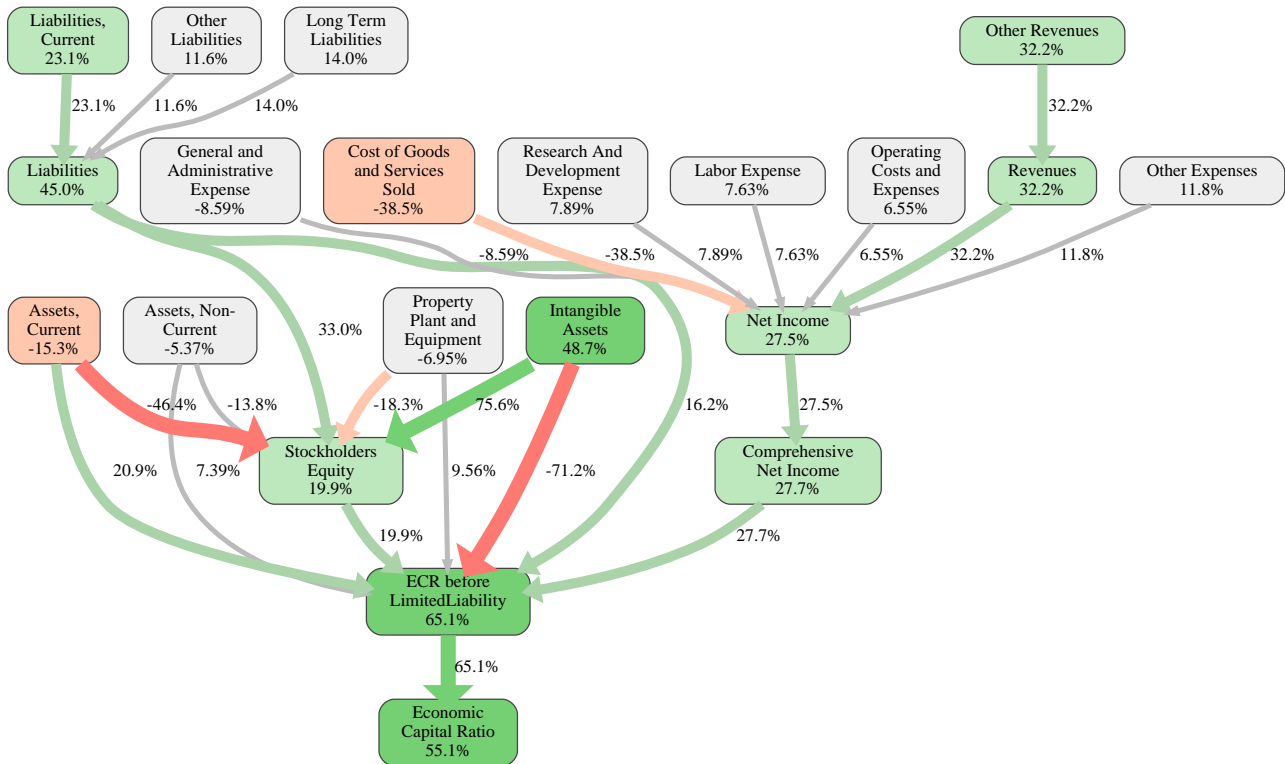 Liabilities,
Current
23.1%
Other
Liabilities
11.6%
Long Term
Liabilities
14.0%
Other Revenues
32.2%
23.1%
11.6%
14.0%
32.2%
Liabilities
45.0%
General and
Administrative
Expense
-8.59%
Cost of Goods
and Services
Sold
-38.5%
Research And
Development
Expense
7.89%
Labor Expense
7.63%
Operating
Costs and
Expenses
6.55%
Revenues
32.2%
Other Expenses
11.8%
-8.59%
-38.5%
7.89%
7.63%
6.55%
32.2%
11.8%
Assets,
Current
-15.3%
Assets, Non-
Current
-5.37%
33.0%
Property
Plant and
Equipment
-6.95%
Intangible
Assets
48.7%
Net Income
27.5%
-46.4%
-13.8%
-18.3%
75.6%
16.2%
27.5%
20.9%
7.39%
Stockholders
Equity
19.9%
9.56%
-71.2%
Comprehensive
Net Income
27.7%
19.9%
27.7%
ECR before
LimitedLiability
65.1%
65.1%
Economic
Capital Ratio
55.1%